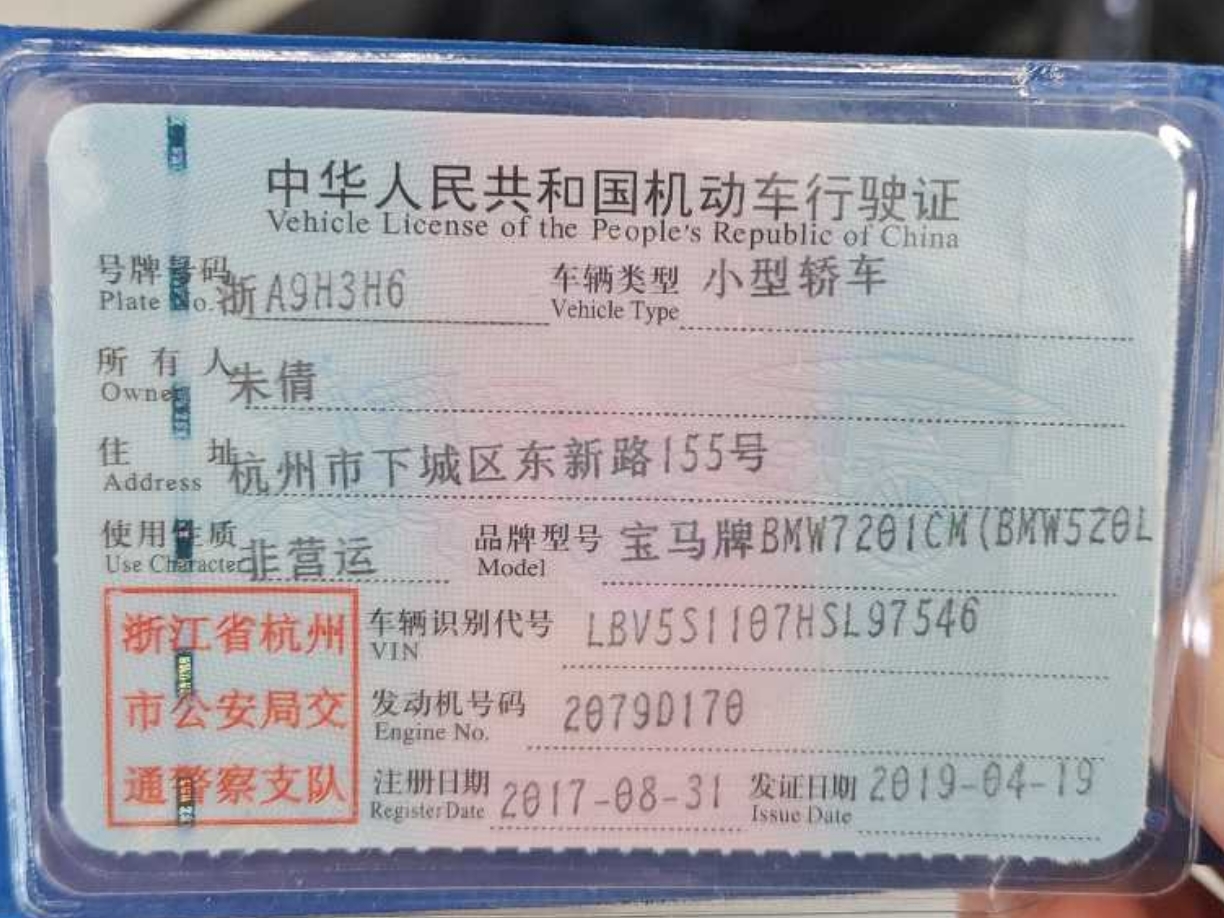 中华人民共和国机动车行驶证
Vehicle License of the People's Republic of China
号牌号码 浙A9H3H6 车辆类型 小型轿车
Plate No. Vehicle Type
所有人 朱倩
Owner
住址 杭州市下城区东新路155号
Address
使用性质 非营运 品牌型号 宝马牌BMW7201CM(BMW520L
Use Character Model
浙江省杭州
市公安局交
通警察支队
车辆识别代号 LBV5S1107HSL97546
VIN
发动机号码 2079D170
Engine No.
注册日期 2017-08-31 发证日期 2019-04-19
Register Date Issue Date